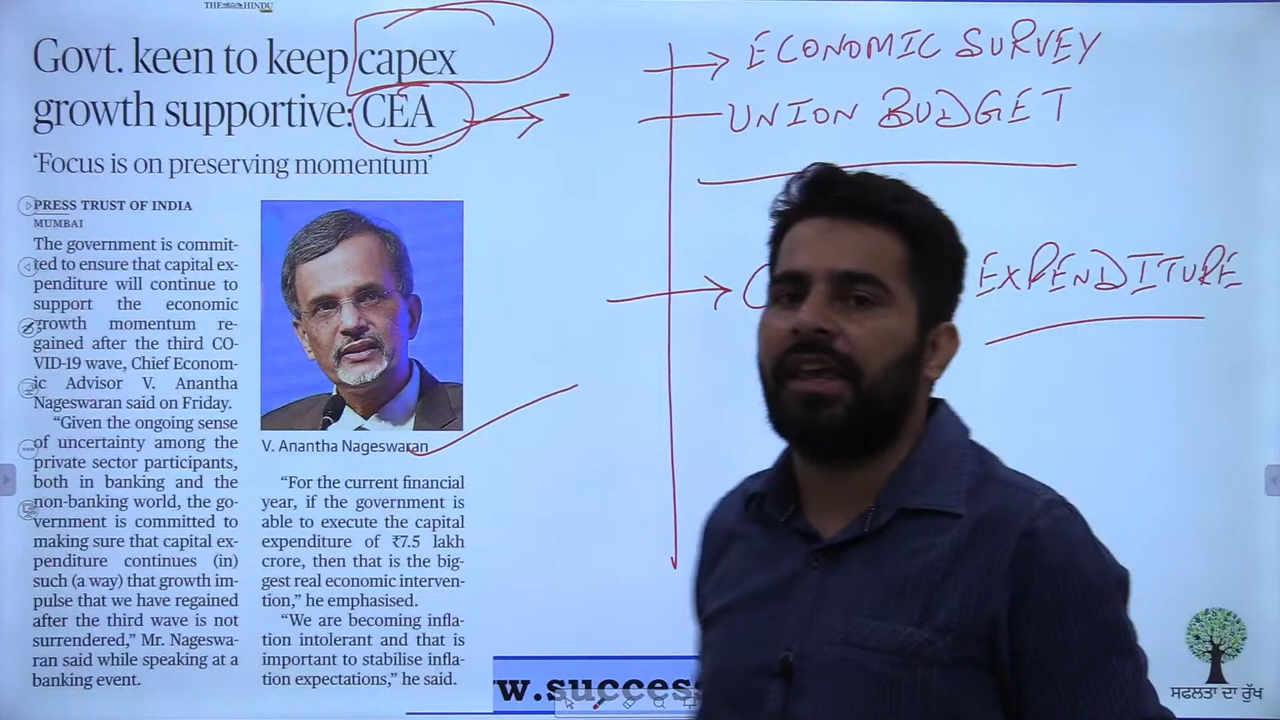 THE HINDU
Govt. keen to keep capex
growth supportive: CEA
‘Focus is on preserving momentum’
PRESS TRUST OF INDIA
MUMBAI
The government is commit-
ted to ensure that capital ex-
penditure will continue to
support the economic
growth momentum re-
gained after the third CO-
VID-19 wave, Chief Econom-
ic Advisor V. Anantha
Nageswaran said on Friday.
“Given the ongoing sense
of uncertainty among the
private sector participants,
both in banking and the
non-banking world, the go-
vernment is committed to
making sure that capital ex-
penditure continues (in)
such (a way) that growth im-
pulse that we have regained
after the third wave is not
surrendered,” Mr. Nageswa-
ran said while speaking at a
banking event.
V. Anantha Nageswaran
“For the current financial
year, if the government is
able to execute the capital
expenditure of ₹7.5 lakh
crore, then that is the big-
gest real economic interven-
tion,” he emphasised.
“We are becoming infla-
tion intolerant and that is
important to stabilise infla-
tion expectations,” he said.
ECONOMIC SURVEY
UNION BUDGET
EXPENDITURE
w.success
ਸਫਲਤਾ ਦਾ ਰੁੱਖ